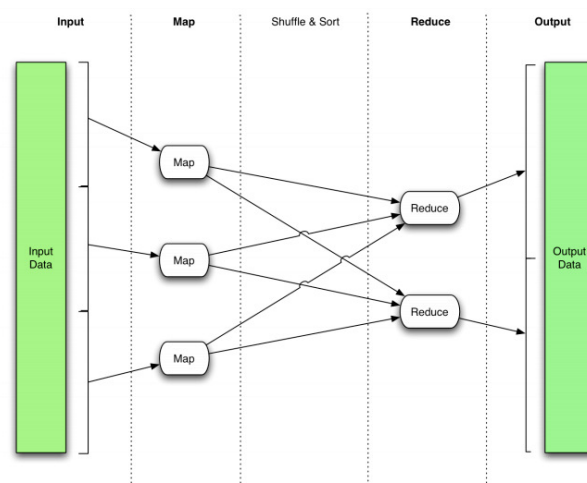 Input
Map
Shuffle & Sort
Reduce
Output
Map
Map
Map
Reduce
Reduce
Input
Data
Output
Data